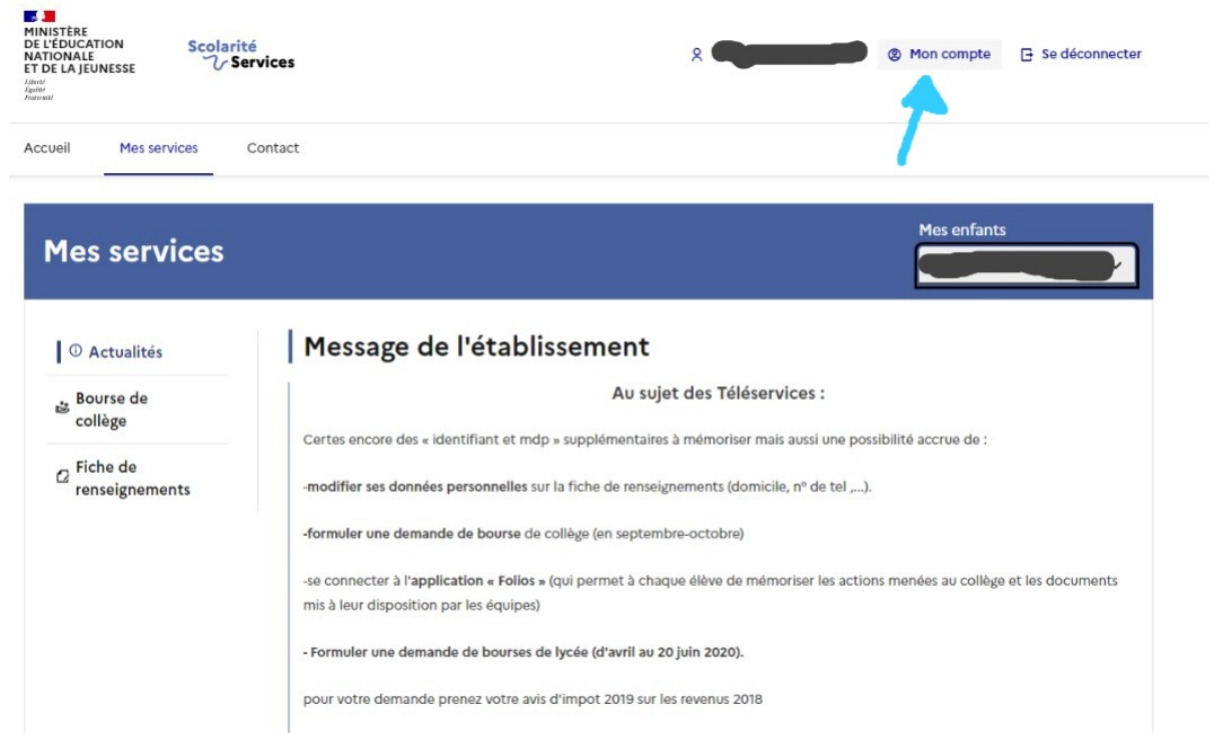 MINISTÈRE
DE L'ÉDUCATION
NATIONALE
ET DE LA JEUNESSE
Liberté
Égalité
Fraternité
Scolarité
Services
Mon compte
Se déconnecter
Accueil
Mes services
Contact
Mes services
Mes enfants
Actualités
Bourse de
collège
Fiche de
renseignements
Message de l'établissement
Au sujet des Téléservices :
Certes encore des « identifiant et mdp » supplémentaires à mémoriser mais aussi une possibilité accrue de :
-modifier ses données personnelles sur la fiche de renseignements (domicile, n° de tel ,...).
-formuler une demande de bourse de collège (en septembre-octobre)
-se connecter à l'application « Folios » (qui permet à chaque élève de mémoriser les actions menées au collège et les documents
mis à leur disposition par les équipes)
- Formuler une demande de bourses de lycée (d'avril au 20 juin 2020).
pour votre demande prenez votre avis d'impot 2019 sur les revenus 2018